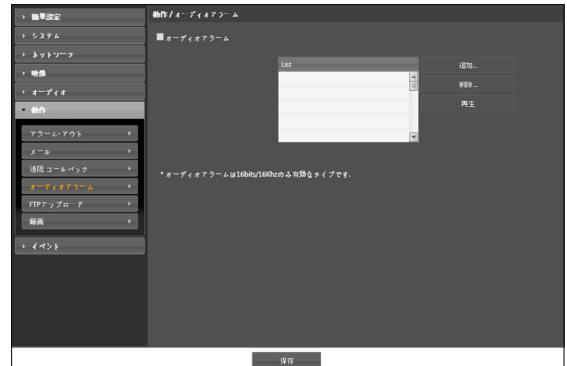 簡単設定
システム
ネットワーク
映像
オーディオ
動作
アラーム・アウト
メール
遠隔 コールバック
オーディオアラーム
FTPアップロード
録画
イベント
動作 / オーディオアラーム
オーディオアラーム
List
追加...
削除...
再生
* オーディオアラームは16bits/16Khzのみ有効なタイプです.
保存